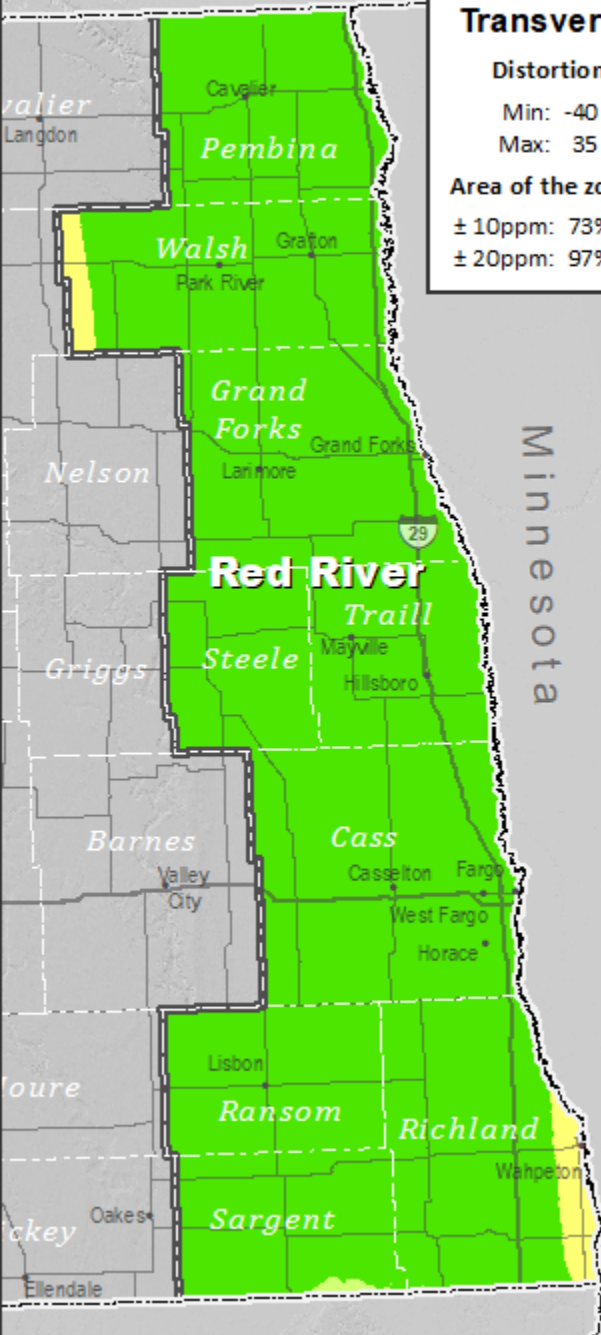 Transver
Distortion
Min: -40
Max: 35
Area of the zo
± 10ppm: 73%
± 20ppm: 97%
valier
Langdon
Cavalier
Pembina
Walsh
Grafton
Park River
Grand
Forks
Grand Forks
Larimore
Nelson
29
Red River
Traill
Mayville
Steele
Hillsboro
Griggs
Minnesota
Barnes
Valley
City
Cass
Casselton
Fargo
West Fargo
Horace
Lisbon
Ransom
Richland
Wahpeton
Moure
Oakes
Sargent
ckey
Ellendale